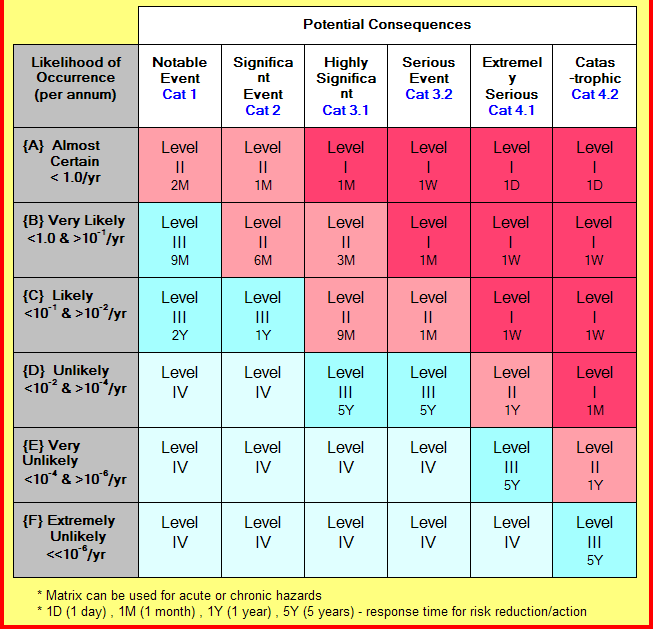 Potential Consequences
Likelihood of
Occurrence
(per annum)
Notable
Event
Cat 1
Significa
nt
Event
Cat 2
Highly
Significa
nt
Cat 3.1
Serious
Event
Cat 3.2
Extremel
y
Serious
Cat 4.1
Catas
-trophic
Cat 4.2
{A} Almost
Certain
< 1.0/yr
Level
II
2M
Level
II
1M
Level
I
1M
Level
I
1W
Level
I
1D
Level
I
1D
{B} Very Likely
<1.0 & >10⁻¹/yr
Level
III
9M
Level
II
6M
Level
II
3M
Level
I
1M
Level
I
1W
Level
I
1W
{C} Likely
<10⁻¹ & >10⁻²/yr
Level
III
2Y
Level
III
1Y
Level
II
9M
Level
II
1M
Level
I
1W
Level
I
1W
{D} Unlikely
<10⁻² & >10⁻⁴/yr
Level
IV
Level
IV
Level
III
5Y
Level
III
5Y
Level
II
1Y
Level
I
1M
{E} Very
Unlikely
<10⁻⁴ & >10⁻⁶/yr
Level
IV
Level
IV
Level
IV
Level
IV
Level
III
5Y
Level
II
1Y
{F} Extremely
Unlikely
<<10⁻⁶/yr
Level
IV
Level
IV
Level
IV
Level
IV
Level
IV
Level
III
5Y
* Matrix can be used for acute or chronic hazards
* 1D (1 day) , 1M (1 month) , 1Y (1 year) , 5Y (5 years) - response time for risk reduction/action